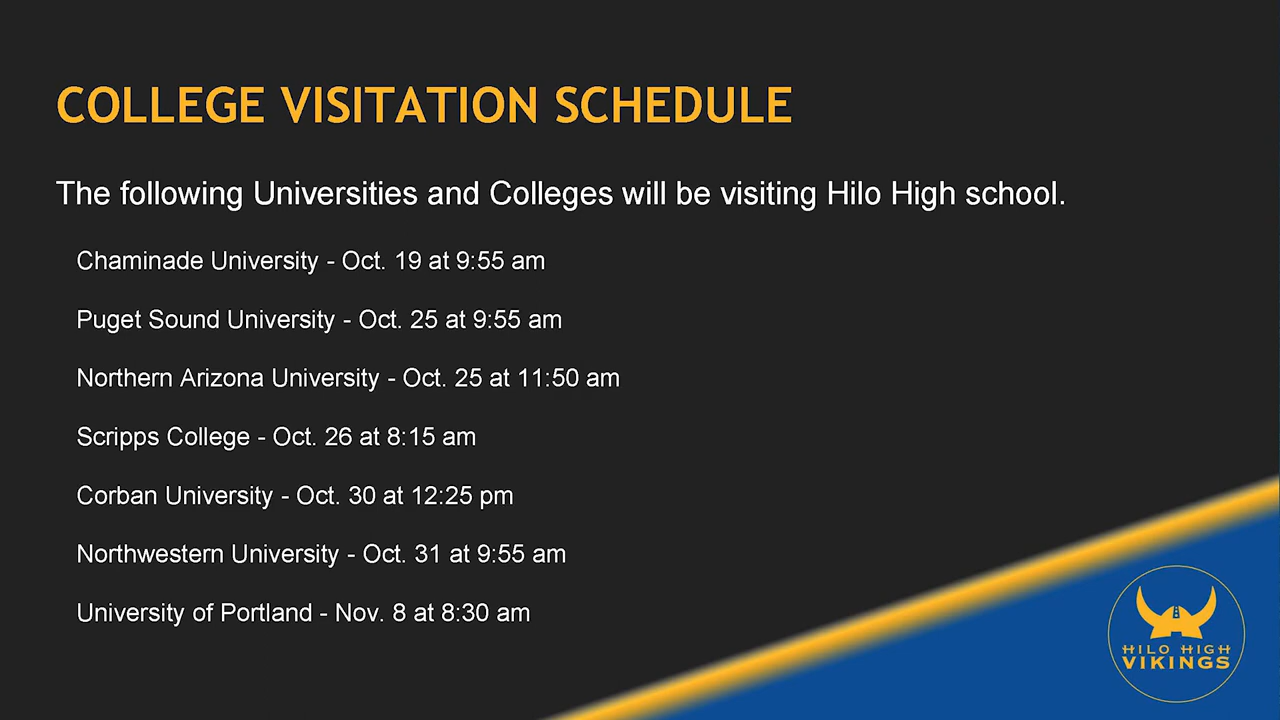 COLLEGE VISITATION SCHEDULE
The following Universities and Colleges will be visiting Hilo High school.
Chaminade University - Oct. 19 at 9:55 am
Puget Sound University - Oct. 25 at 9:55 am
Northern Arizona University - Oct. 25 at 11:50 am
Scripps College - Oct. 26 at 8:15 am
Corban University - Oct. 30 at 12:25 pm
Northwestern University - Oct. 31 at 9:55 am
University of Portland - Nov. 8 at 8:30 am
HILO HIGH
VIKINGS